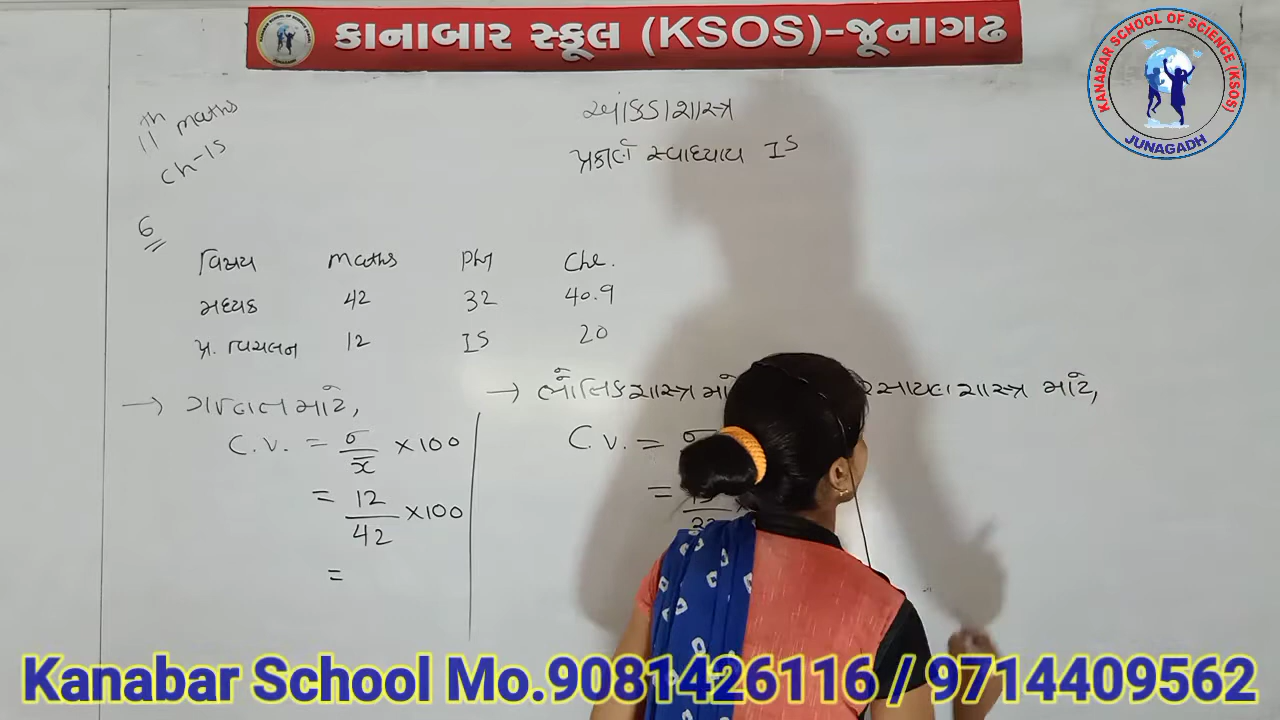 કાનાબાર સ્કૂલ (KSOS)-જૂનાગઢ
KANABAR SCHOOL OF SCIENCE (KSOS)
JUNAGADH
11th maths
ch-15
આંકડાશાસ્ત્ર
પ્રકીર્ણ સ્વાધ્યાય 15
6
વિષય maths Phy Che.
મધ્યક 42 32 40.9
પ્ર. વિચલન 12 15 20
→ ગણિત માટે,
C.V. = σ/x̄ ×100
= 12/42 ×100
=
→ ભૌતિકશાસ્ત્ર
C.V. =
=
રસાયણશાસ્ત્ર માટે,
Kanabar School Mo.9081426116 / 9714409562